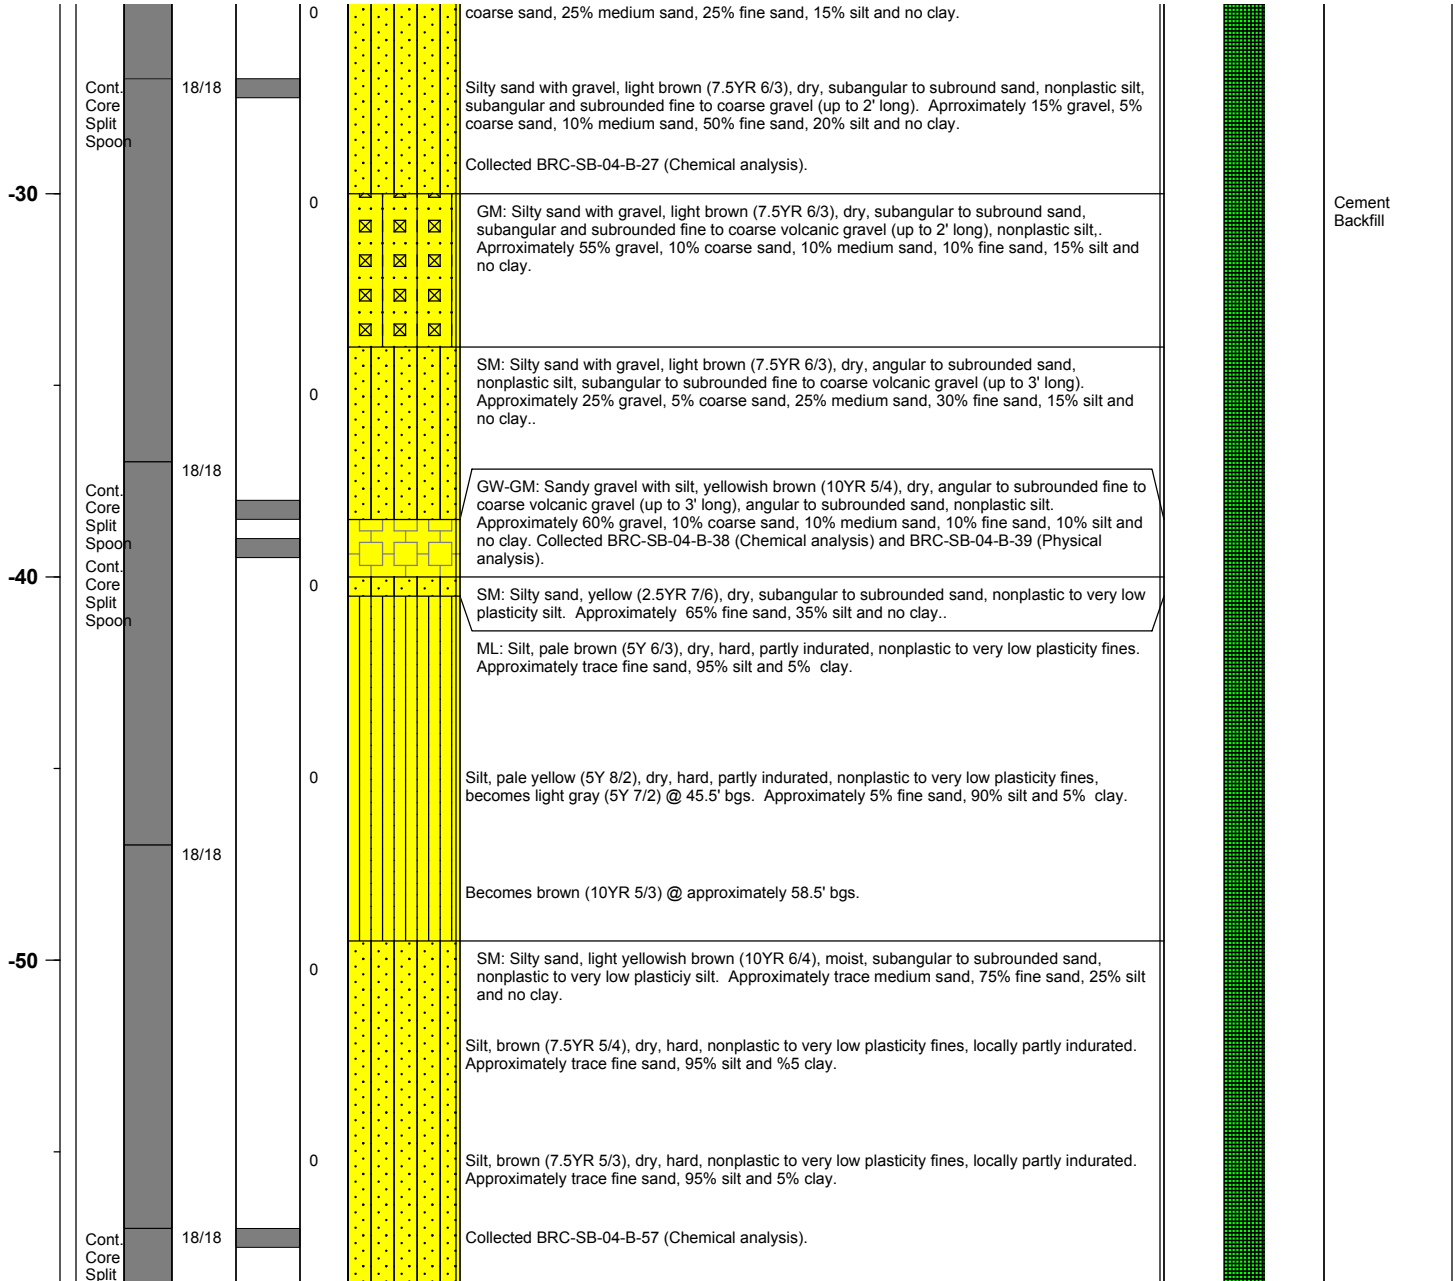 0
coarse sand, 25% medium sand, 25% fine sand, 15% silt and no clay.
Cont.
Core
Split
Spoon
18/18
Silty sand with gravel, light brown (7.5YR 6/3), dry, subangular to subround sand, nonplastic silt,
subangular and subrounded fine to coarse gravel (up to 2' long). Approximately 15% gravel, 5%
coarse sand, 10% medium sand, 50% fine sand, 20% silt and no clay.
Collected BRC-SB-04-B-27 (Chemical analysis).
-30
0
GM: Silty sand with gravel, light brown (7.5YR 6/3), dry, subangular to subround sand,
subangular and subrounded fine to coarse volcanic gravel (up to 2' long), nonplastic silt,.
Aprroximately 55% gravel, 10% coarse sand, 10% medium sand, 10% fine sand, 15% silt and
no clay.
Cement
Backfill
0
SM: Silty sand with gravel, light brown (7.5YR 6/3), dry, angular to subrounded sand,
nonplastic silt, subangular to subrounded fine to coarse volcanic gravel (up to 3' long).
Approximately 25% gravel, 5% coarse sand, 25% medium sand, 30% fine sand, 15% silt and
no clay..
18/18
Cont.
Core
Split
Spoon
GW-GM: Sandy gravel with silt, yellowish brown (10YR 5/4), dry, angular to subrounded fine to
coarse volcanic gravel (up to 3' long), angular to subrounded sand, nonplastic silt.
Approximately 60% gravel, 10% coarse sand, 10% medium sand, 10% fine sand, 10% silt and
no clay. Collected BRC-SB-04-B-38 (Chemical analysis) and BRC-SB-04-B-39 (Physical
analysis).
Cont.
Core
Split
Spoon
-40
0
SM: Silty sand, yellow (2.5YR 7/6), dry, subangular to subrounded sand, nonplastic to very low
plasticity silt. Approximately 65% fine sand, 35% silt and no clay..
ML: Silt, pale brown (5Y 6/3), dry, hard, partly indurated, nonplastic to very low plasticity fines.
Approximately trace fine sand, 95% silt and 5% clay.
0
Silt, pale yellow (5Y 8/2), dry, hard, partly indurated, nonplastic to very low plasticity fines,
becomes light gray (5Y 7/2) @ 45.5' bgs. Approximately 5% fine sand, 90% silt and 5% clay.
18/18
Becomes brown (10YR 5/3) @ approximately 58.5' bgs.
-50
0
SM: Silty sand, light yellowish brown (10YR 6/4), moist, subangular to subrounded sand,
nonplastic to very low plasticiy silt. Approximately trace medium sand, 75% fine sand, 25% silt
and no clay.
Silt, brown (7.5YR 5/4), dry, hard, nonplastic to very low plasticity fines, locally partly indurated.
Approximately trace fine sand, 95% silt and %5 clay.
0
Silt, brown (7.5YR 5/3), dry, hard, nonplastic to very low plasticity fines, locally partly indurated.
Approximately trace fine sand, 95% silt and 5% clay.
Cont.
Core
Split
18/18
Collected BRC-SB-04-B-57 (Chemical analysis).